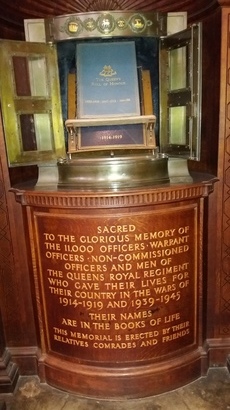 THE QUEEN'S
ROLL OF HONOUR
1914-1919
SACRED
TO THE GLORIOUS MEMORY OF
THE 11,000 OFFICERS · WARRANT
OFFICERS · NON-COMMISSIONED
OFFICERS AND MEN OF
THE QUEENS ROYAL REGIMENT
WHO GAVE THEIR LIVES FOR
THEIR COUNTRY IN THE WARS OF
1914-1919 AND 1939-1945
THEIR NAMES
ARE IN THE BOOKS OF LIFE
THIS MEMORIAL IS ERECTED BY THEIR
RELATIVES COMRADES AND FRIENDS